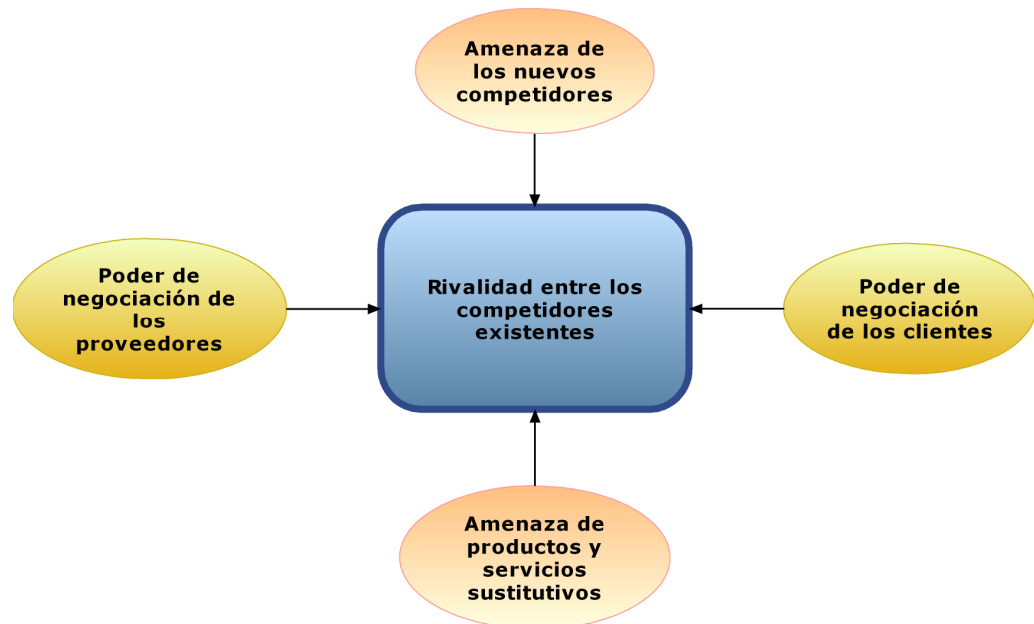 Amenaza de
los nuevos
competidores
Poder de
negociación de
los
proveedores
Rivalidad entre los
competidores
existentes
Poder de
negociación
de los clientes
Amenaza de
productos y
servicios
sustitutivos